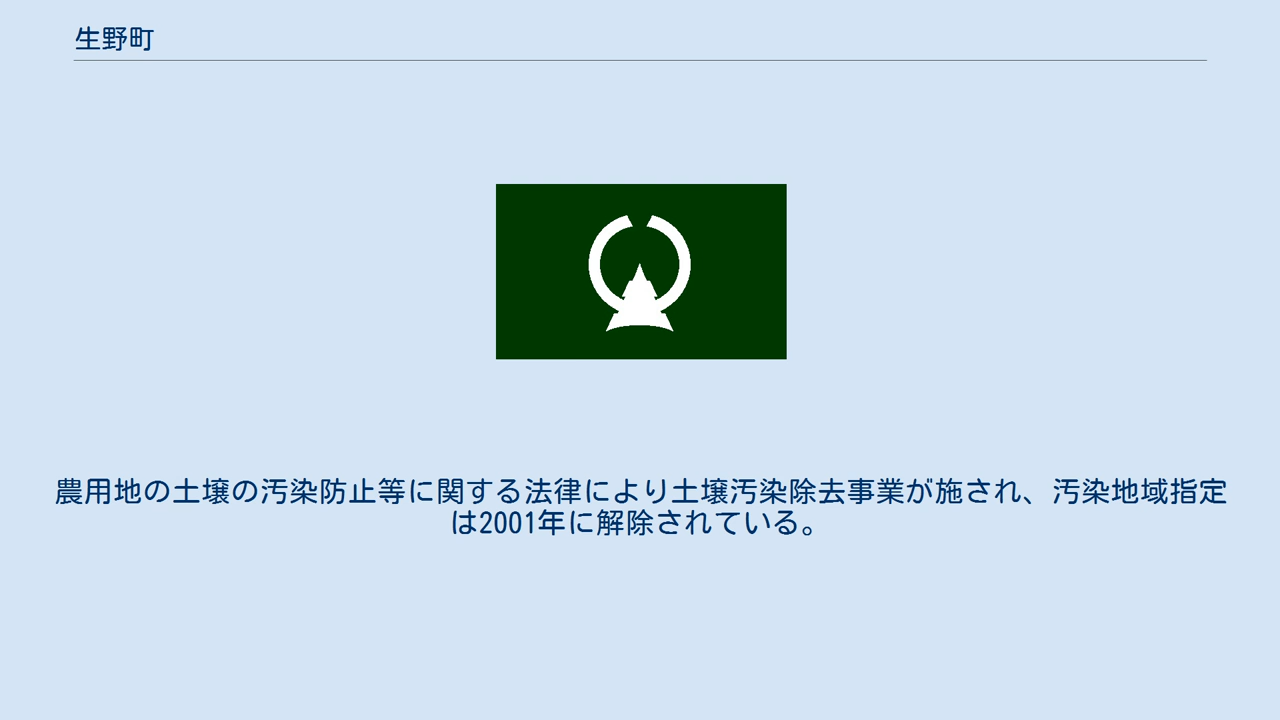 生野町
農用地の土壌の汚染防止等に関する法律により土壌汚染除去事業が施され、汚染地域指定
は2001年に解除されている。